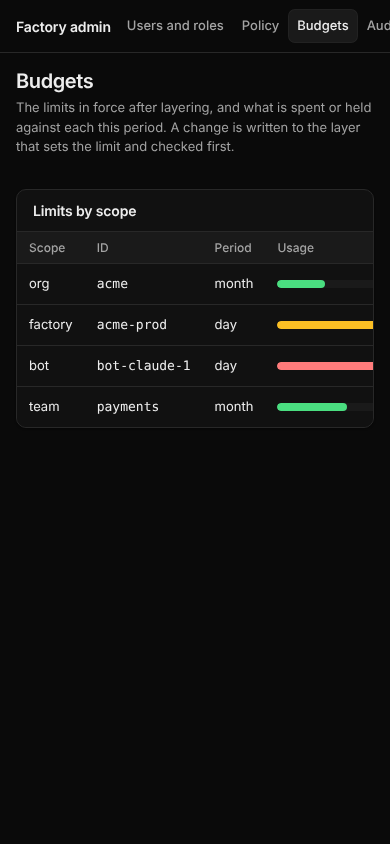 Factory admin Users and roles Policy Budgets Aud
Budgets
The limits in force after layering, and what is spent or held
against each this period. A change is written to the layer
that sets the limit and checked first.
Limits by scope
Scope ID Period Usage
org acme month
factory acme-prod day
bot bot-claude-1 day
team payments month